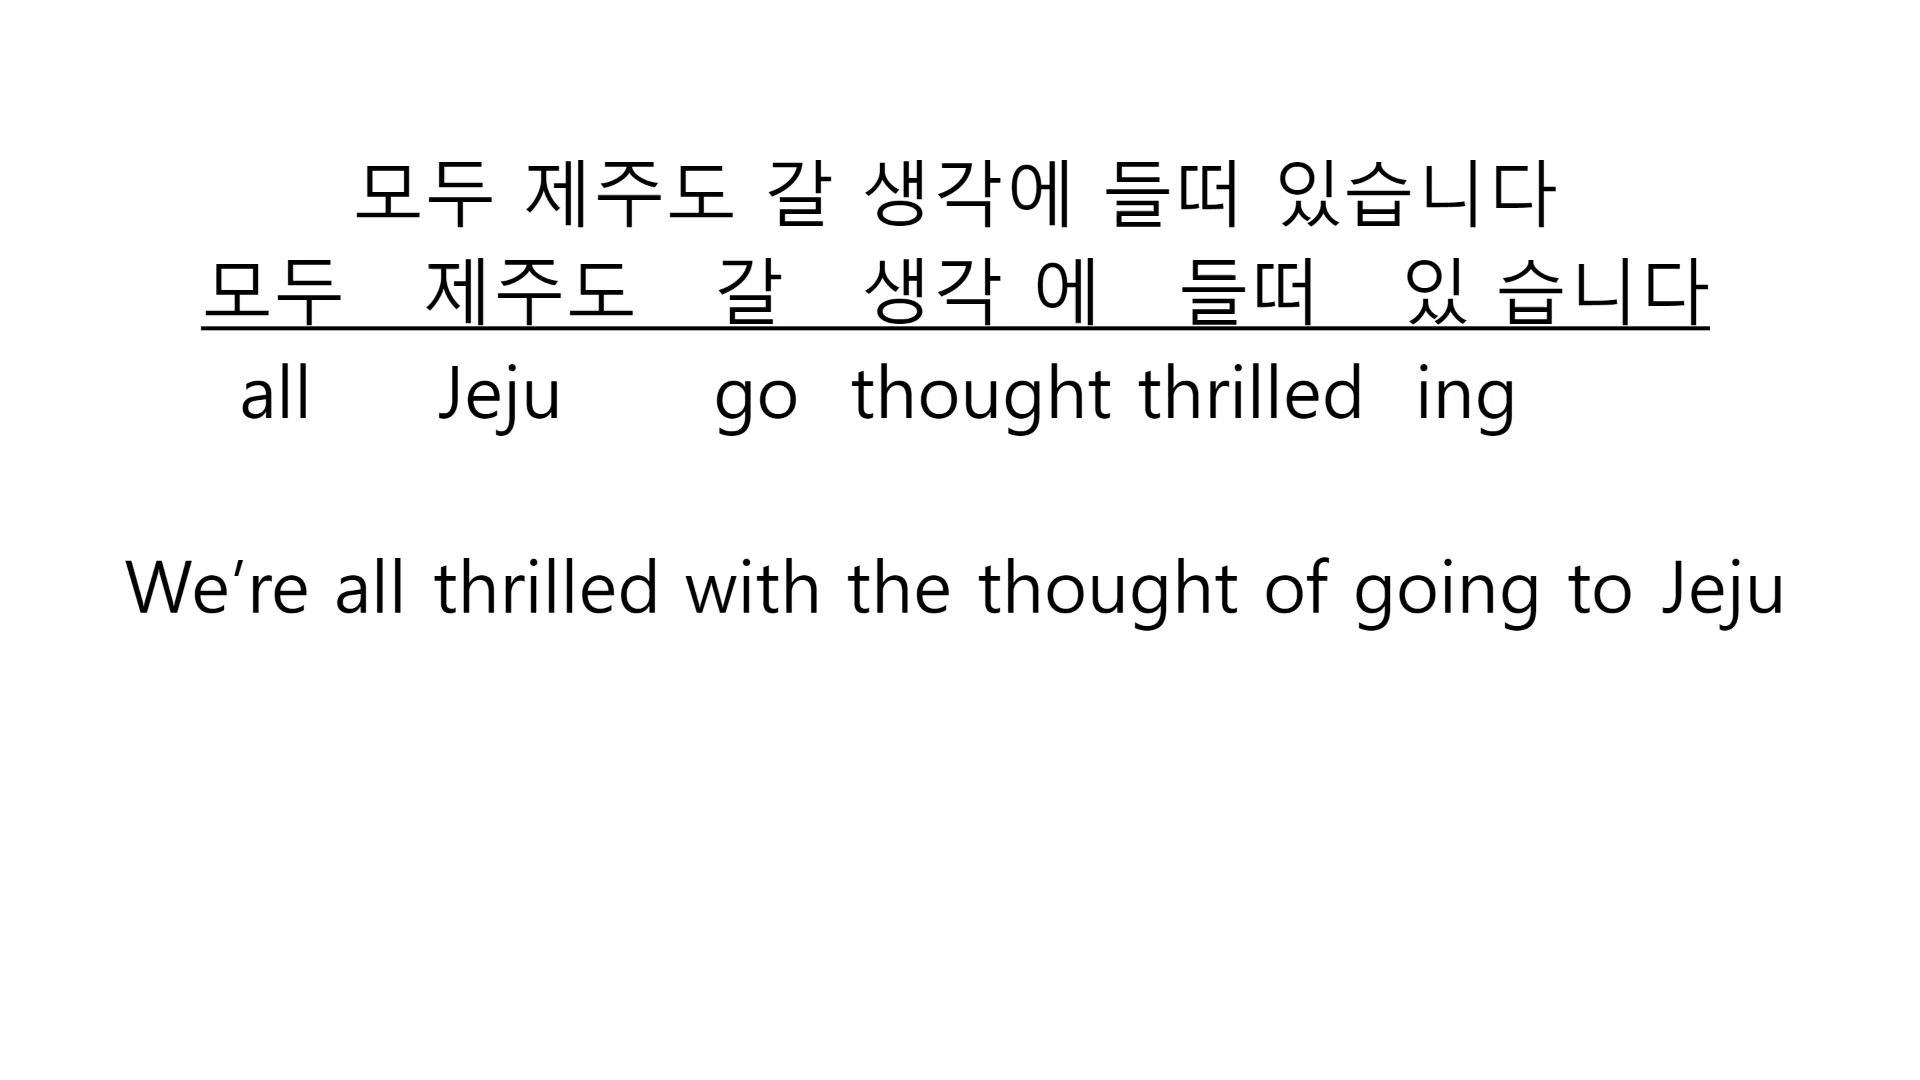 모두 제주도 갈 생각에 들떠 있습니다
모두 제주도 갈 생각 에 들떠 있 습니다
all Jeju go thought thrilled ing
We’re all thrilled with the thought of going to Jeju